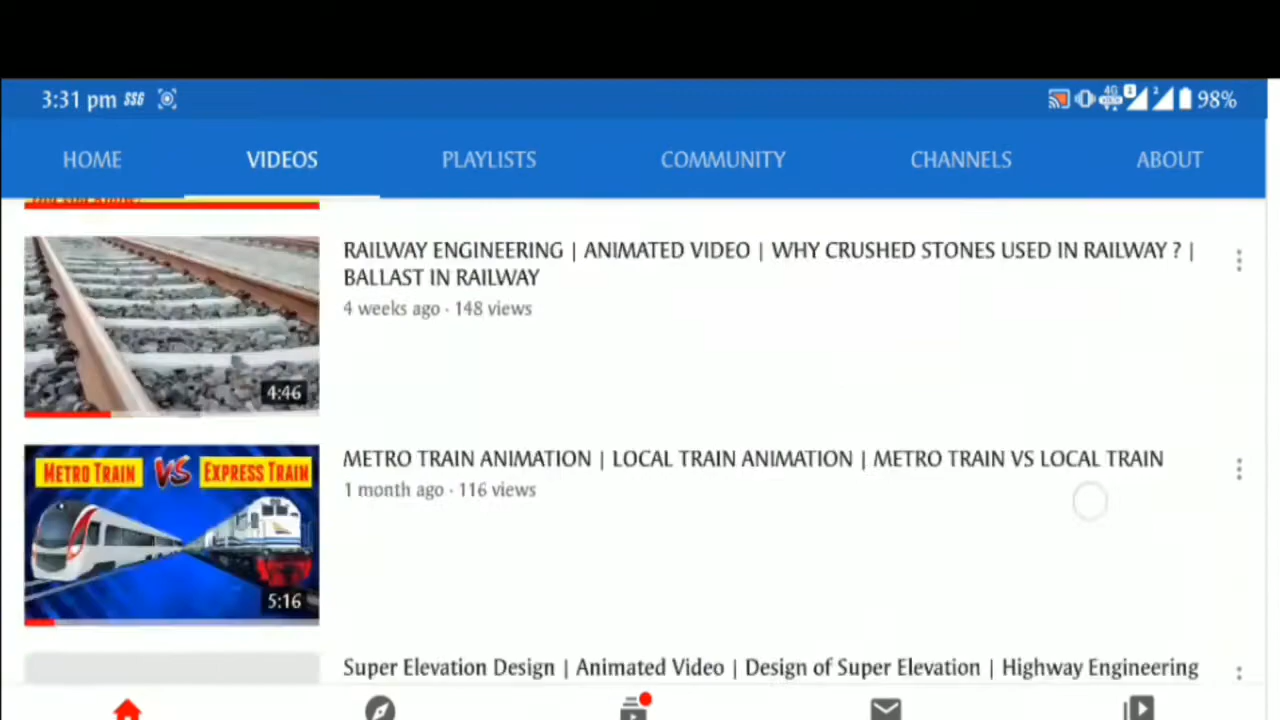 3:31 pm SSG 98%
HOME VIDEOS PLAYLISTS COMMUNITY CHANNELS ABOUT
RAILWAY ENGINEERING | ANIMATED VIDEO | WHY CRUSHED STONES USED IN RAILWAY ? |
BALLAST IN RAILWAY
4 weeks ago · 148 views
4:46
METRO TRAIN VS EXPRESS TRAIN
METRO TRAIN ANIMATION | LOCAL TRAIN ANIMATION | METRO TRAIN VS LOCAL TRAIN
1 month ago · 116 views
5:16
Super Elevation Design | Animated Video | Design of Super Elevation | Highway Engineering